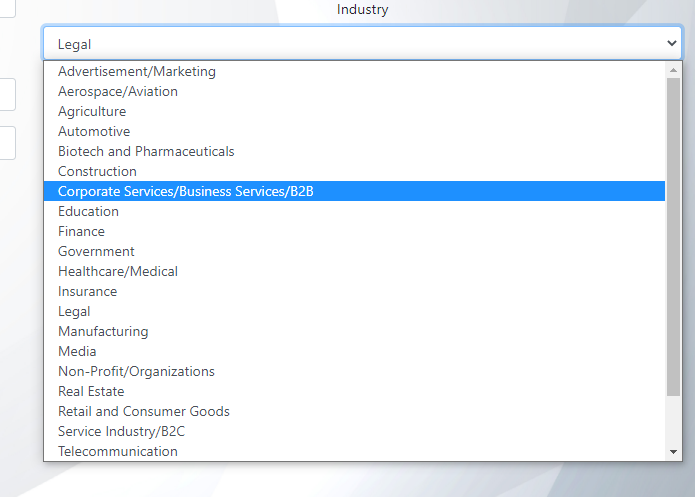 Industry
Legal
Advertisement/Marketing
Aerospace/Aviation
Agriculture
Automotive
Biotech and Pharmaceuticals
Construction
Corporate Services/Business Services/B2B
Education
Finance
Government
Healthcare/Medical
Insurance
Legal
Manufacturing
Media
Non-Profit/Organizations
Real Estate
Retail and Consumer Goods
Service Industry/B2C
Telecommunication